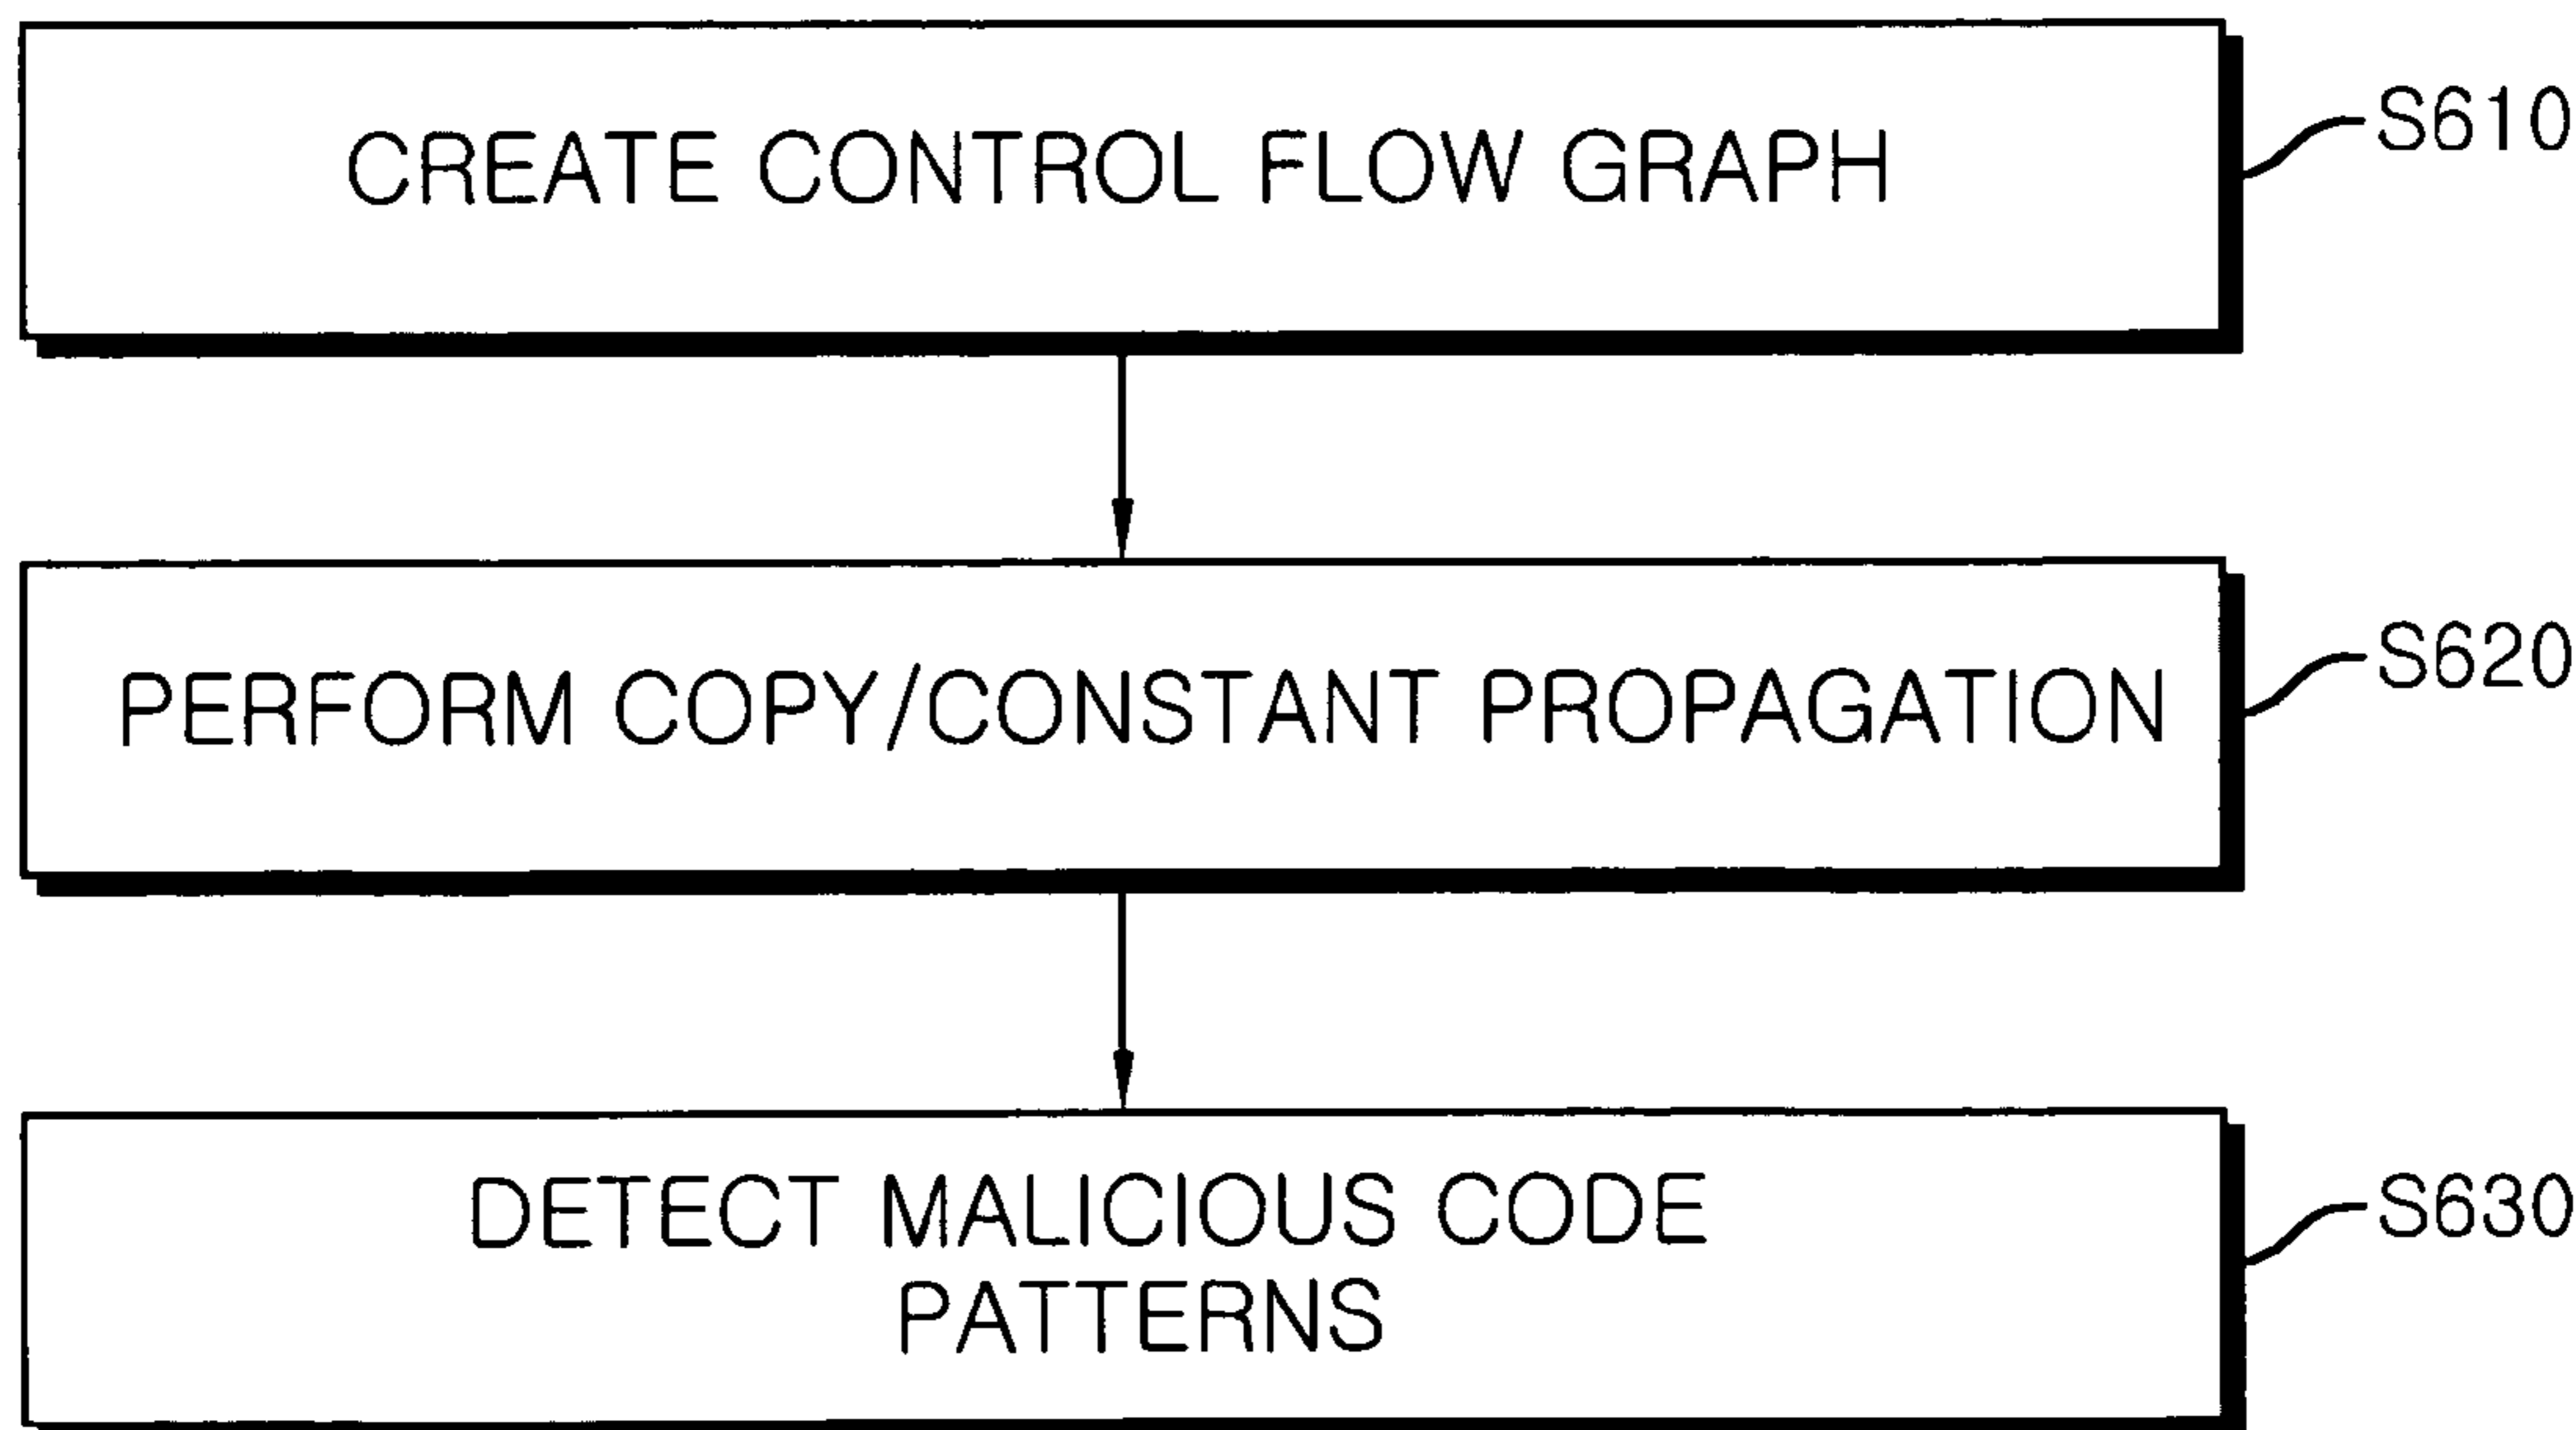 CREATE CONTROL FLOW GRAPH
S610
PERFORM COPY/CONSTANT PROPAGATION
S620
DETECT MALICIOUS CODE
PATTERNS
S630